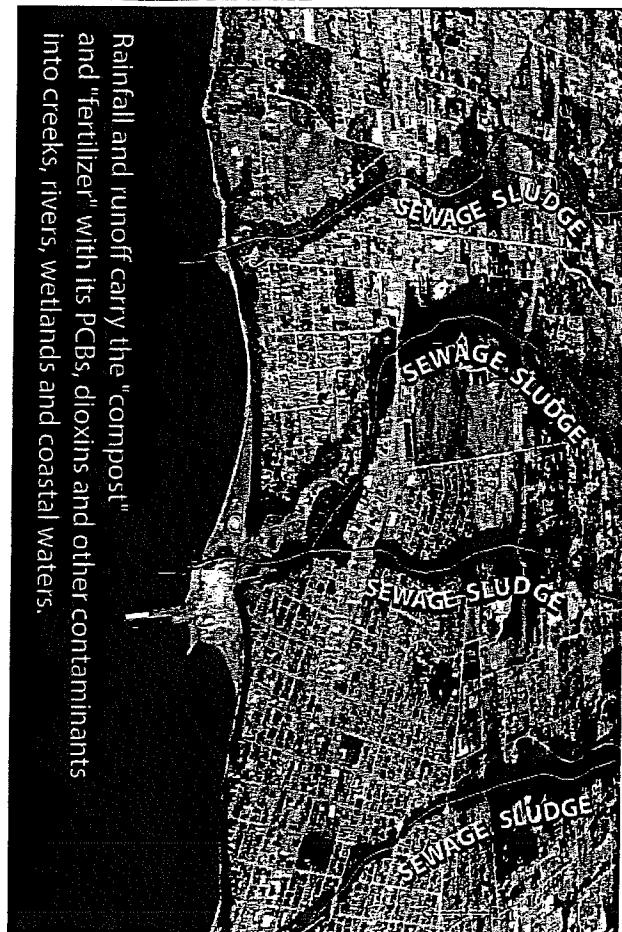 SEWAGE SLUDGE
SEWAGE SLUDGE
SEWAGE SLUDGE
SEWAGE SLUDGE
Rainfall and runoff carry the "compost"
and "fertilizer" with its PCBs, dioxins and other contaminants
into creeks, rivers, wetlands and coastal waters.